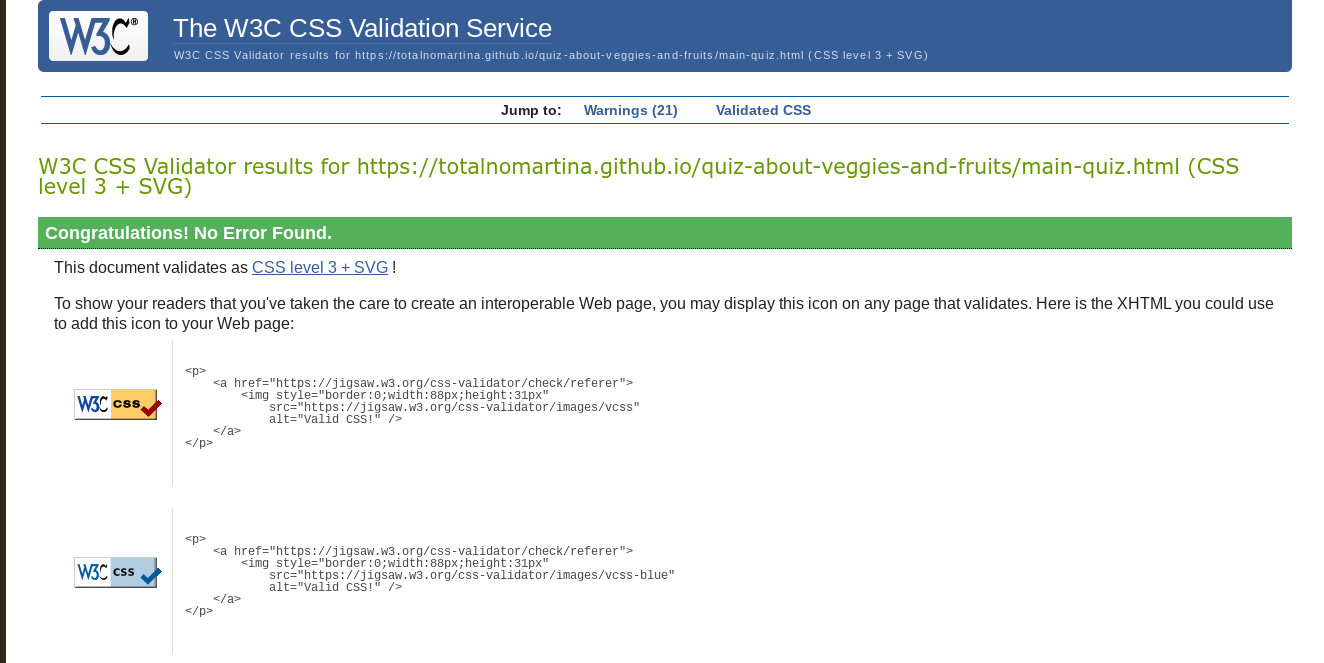 W3C®
The W3C CSS Validation Service
W3C CSS Validator results for https://totalnomartina.github.io/quiz-about-veggies-and-fruits/main-quiz.html (CSS level 3 + SVG)
Jump to: Warnings (21) Validated CSS
W3C CSS Validator results for https://totalnomartina.github.io/quiz-about-veggies-and-fruits/main-quiz.html (CSS
level 3 + SVG)
Congratulations! No Error Found.
This document validates as CSS level 3 + SVG !
To show your readers that you've taken the care to create an interoperable Web page, you may display this icon on any page that validates. Here is the XHTML you could use
to add this icon to your Web page:
W3C css
<p>
    <a href="https://jigsaw.w3.org/css-validator/check/referer">
        <img style="border:0;width:88px;height:31px"
            src="https://jigsaw.w3.org/css-validator/images/vcss"
            alt="Valid CSS!" />
    </a>
</p>
W3C css
<p>
    <a href="https://jigsaw.w3.org/css-validator/check/referer">
        <img style="border:0;width:88px;height:31px"
            src="https://jigsaw.w3.org/css-validator/images/vcss-blue"
            alt="Valid CSS!" />
    </a>
</p>